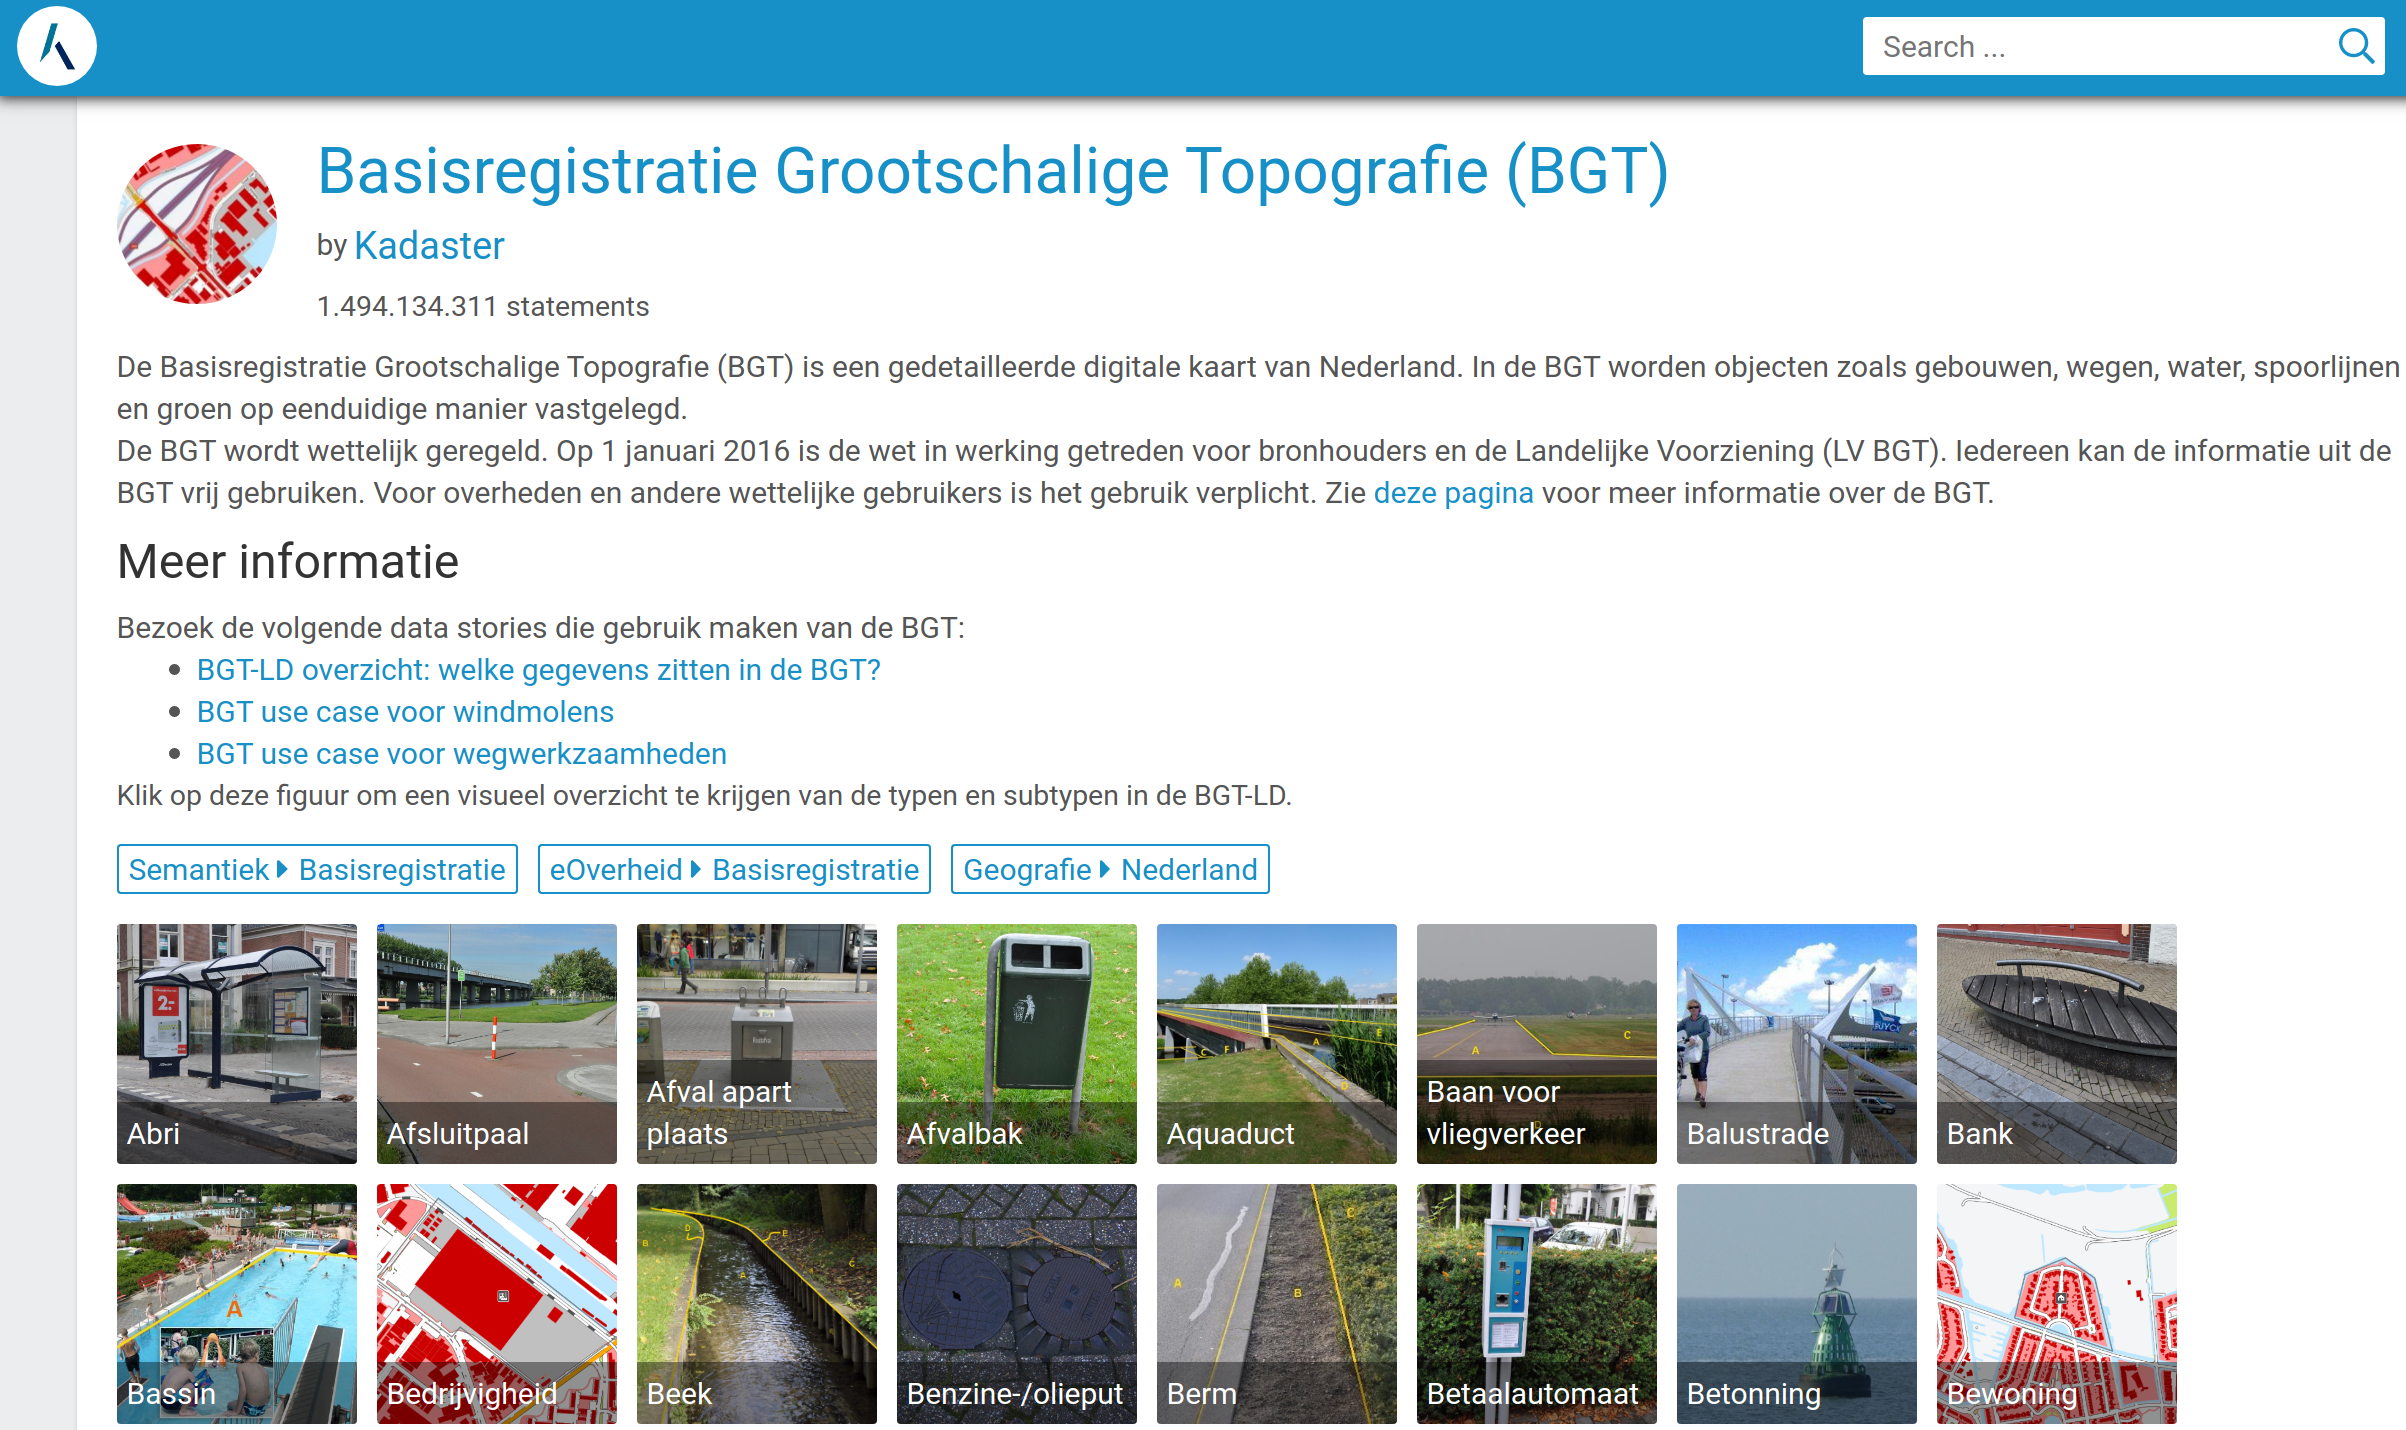 Search ...
Basisregistratie Grootschalige Topografie (BGT)
by Kadaster
1.494.134.311 statements
De Basisregistratie Grootschalige Topografie (BGT) is een gedetailleerde digitale kaart van Nederland. In de BGT worden objecten zoals gebouwen, wegen, water, spoorlijnen
en groen op eenduidige manier vastgelegd.
De BGT wordt wettelijk geregeld. Op 1 januari 2016 is de wet in werking getreden voor bronhouders en de Landelijke Voorziening (LV BGT). Iedereen kan de informatie uit de
BGT vrij gebruiken. Voor overheden en andere wettelijke gebruikers is het gebruik verplicht. Zie deze pagina voor meer informatie over de BGT.
Meer informatie
Bezoek de volgende data stories die gebruik maken van de BGT:
BGT-LD overzicht: welke gegevens zitten in de BGT?
BGT use case voor windmolens
BGT use case voor wegwerkzaamheden
Klik op deze figuur om een visueel overzicht te krijgen van de typen en subtypen in de BGT-LD.
Semantiek Basisregistratie eOverheid Basisregistratie Geografie Nederland
2.-
A C C F A E D
Abri Afsluitpaal Afval apart plaats Afvalbak Aquaduct Baan voor vliegverkeer Balustrade Bank
A D B E A C A B C
Bassin Bedrijvigheid Beek Benzine-/olieput Berm Betaalautomaat Betonning Bewoning